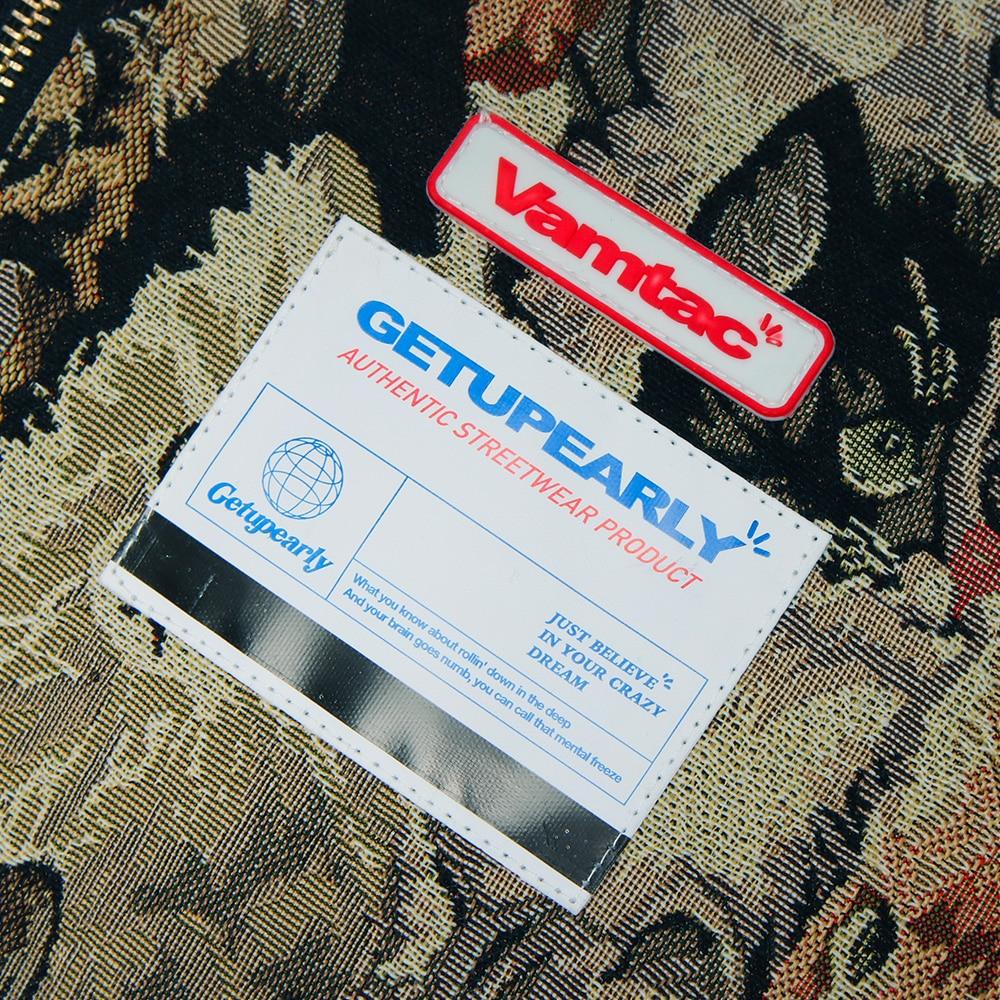 Vamtac
GETUPEARLY
AUTHENTIC STREETWEAR PRODUCT
Getupearly
JUST BELIEVE
IN YOUR CRAZY
DREAM
What you know about rollin' down in the deep
And your brain goes numb, you can call that mental freeze